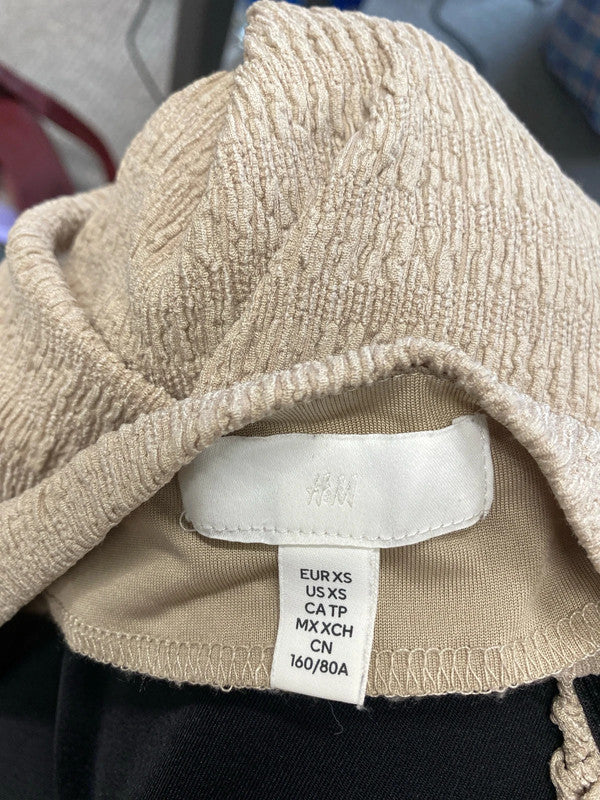 H&M
EUR XS
US XS
CA TP
MX XCH
CN
160/80A